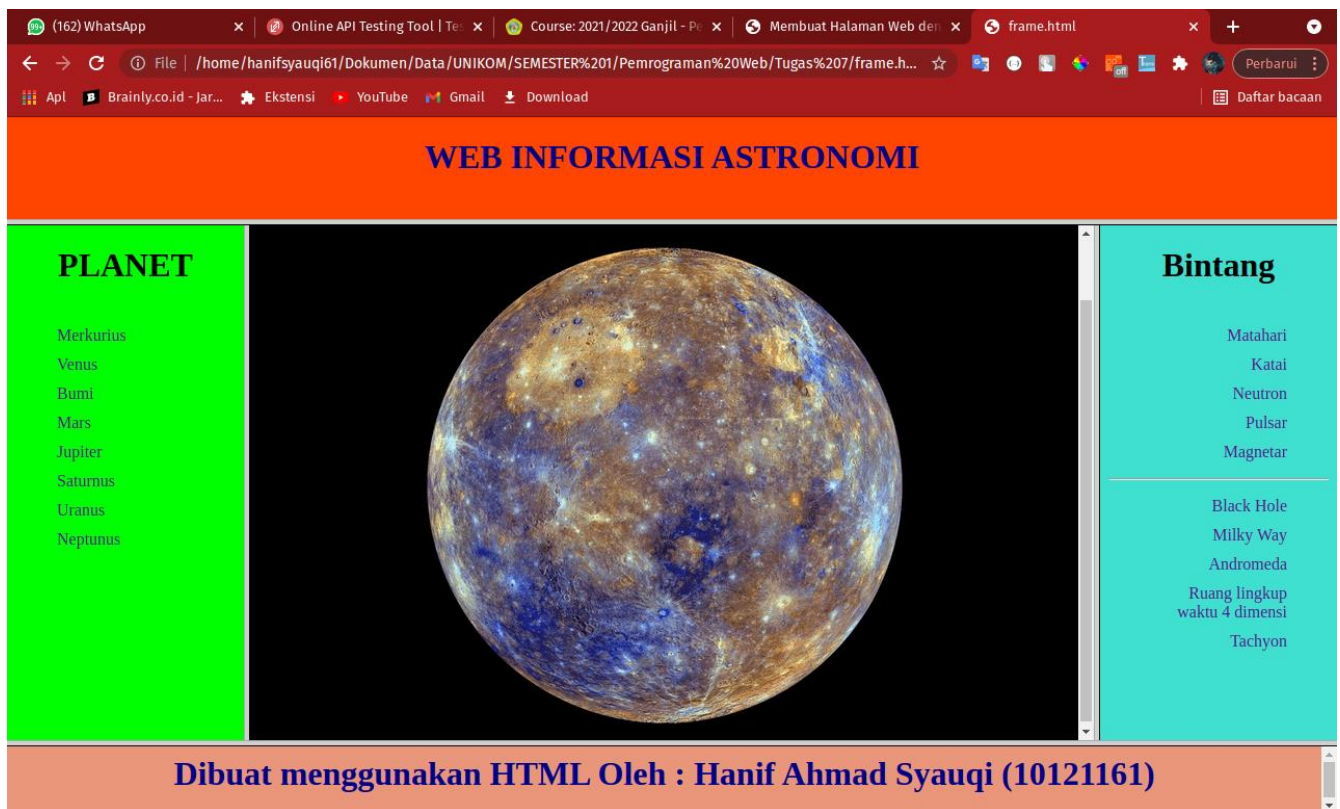 (162) WhatsApp
Online API Testing Tool | Tes
Course: 2021/2022 Ganjil - Pe
Membuat Halaman Web den
frame.html
File | /home/hanifsyauqi61/Dokumen/Data/UNIKOM/SEMESTER%201/Pemrograman%20Web/Tugas%207/frame.h...
Perbarui
Apl
Brainly.co.id - Jar...
Ekstensi
YouTube
Gmail
Download
Daftar bacaan
WEB INFORMASI ASTRONOMI
PLANET
Merkurius
Venus
Bumi
Mars
Jupiter
Saturnus
Uranus
Neptunus
Bintang
Matahari
Katai
Neutron
Pulsar
Magnetar
Black Hole
Milky Way
Andromeda
Ruang lingkup
waktu 4 dimensi
Tachyon
Dibuat menggunakan HTML Oleh : Hanif Ahmad Syauqi (10121161)